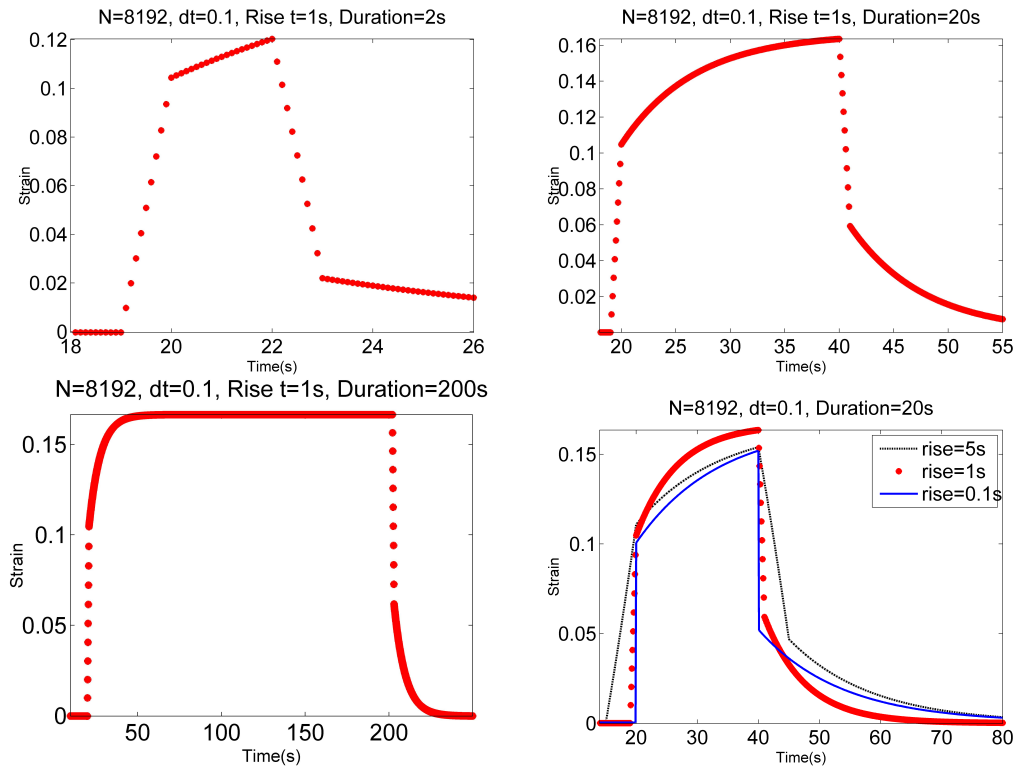 N=8192, dt=0.1, Rise t=1s, Duration=2s
0.12
0.1
0.08
0.06
0.04
0.02
0
Strain
18 20 22 24 26
Time(s)
N=8192, dt=0.1, Rise t=1s, Duration=20s
0.16
0.14
0.12
0.1
0.08
0.06
0.04
0.02
Strain
20 25 30 35 40 45 50 55
Time(s)
N=8192, dt=0.1, Rise t=1s, Duration=200s
0.15
0.1
0.05
0
Strain
50 100 150 200
Time(s)
N=8192, dt=0.1, Duration=20s
0.15
0.1
0.05
0
Strain
rise=5s
rise=1s
rise=0.1s
20 30 40 50 60 70 80
Time(s)